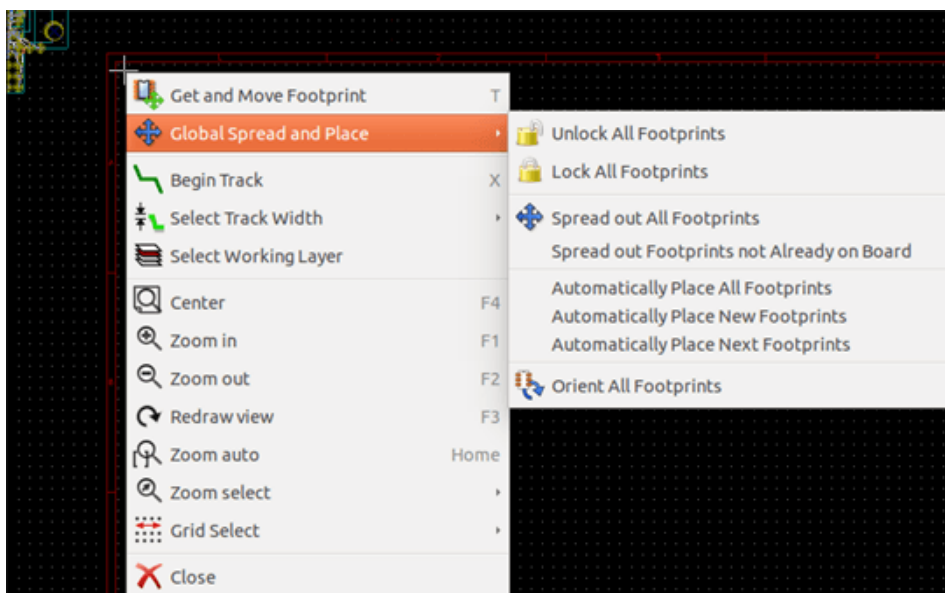 Get and Move Footprint T
Global Spread and Place
Begin Track X
Select Track Width
Select Working Layer
Center F4
Zoom in F1
Zoom out F2
Redraw view F3
Zoom auto Home
Zoom select
Grid Select
Close
Unlock All Footprints
Lock All Footprints
Spread out All Footprints
Spread out Footprints not Already on Board
Automatically Place All Footprints
Automatically Place New Footprints
Automatically Place Next Footprints
Orient All Footprints